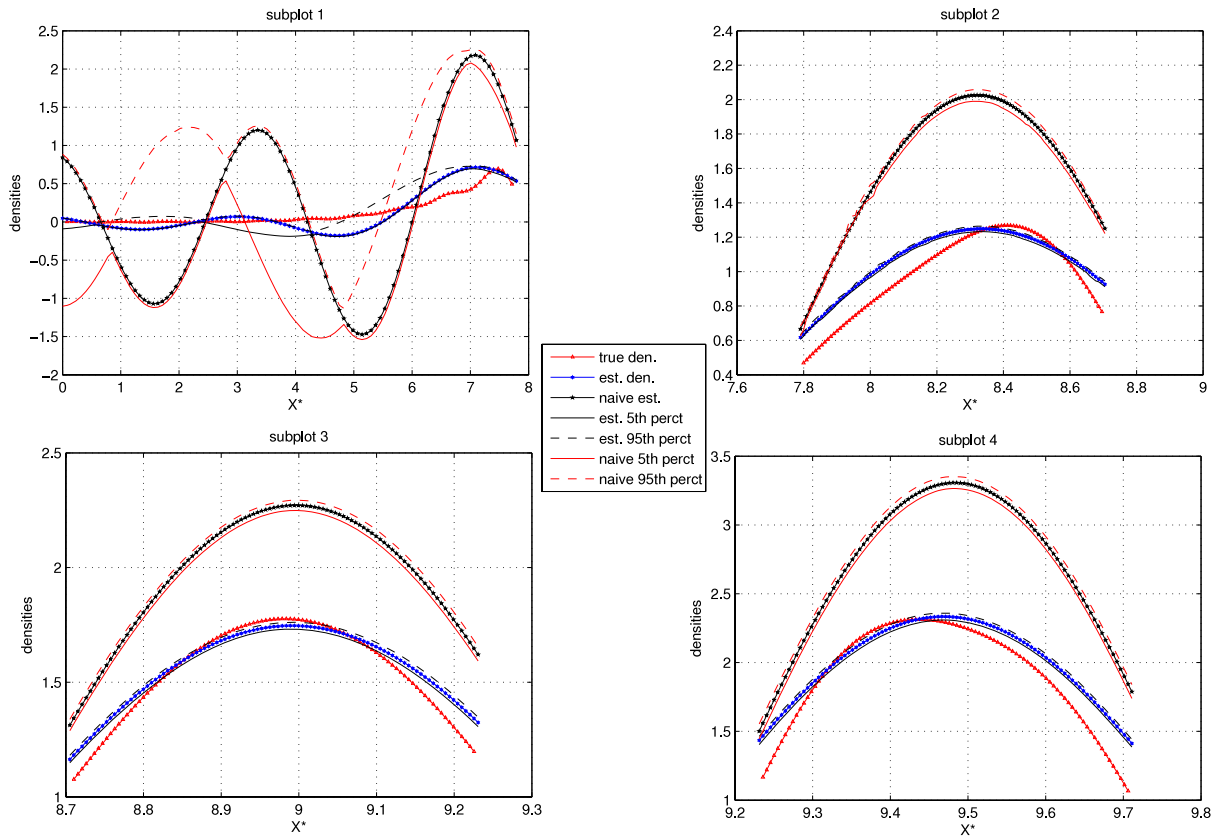 subplot 1
densities
2.5
2
1.5
1
0.5
0
−0.5
−1
−1.5
−2
0 1 2 3 4 5 6 7 8
X*
subplot 2
densities
2.4
2.2
2
1.8
1.6
1.4
1.2
1
0.8
0.6
0.4
7.6 7.8 8 8.2 8.4 8.6 8.8 9
X*
true den.
est. den.
naive est.
est. 5th perct
est. 95th perct
naive 5th perct
naive 95th perct
subplot 3
densities
2.5
2
1.5
1
8.7 8.8 8.9 9 9.1 9.2 9.3
X*
subplot 4
densities
3.5
3
2.5
2
1.5
1
9.2 9.3 9.4 9.5 9.6 9.7 9.8
X*